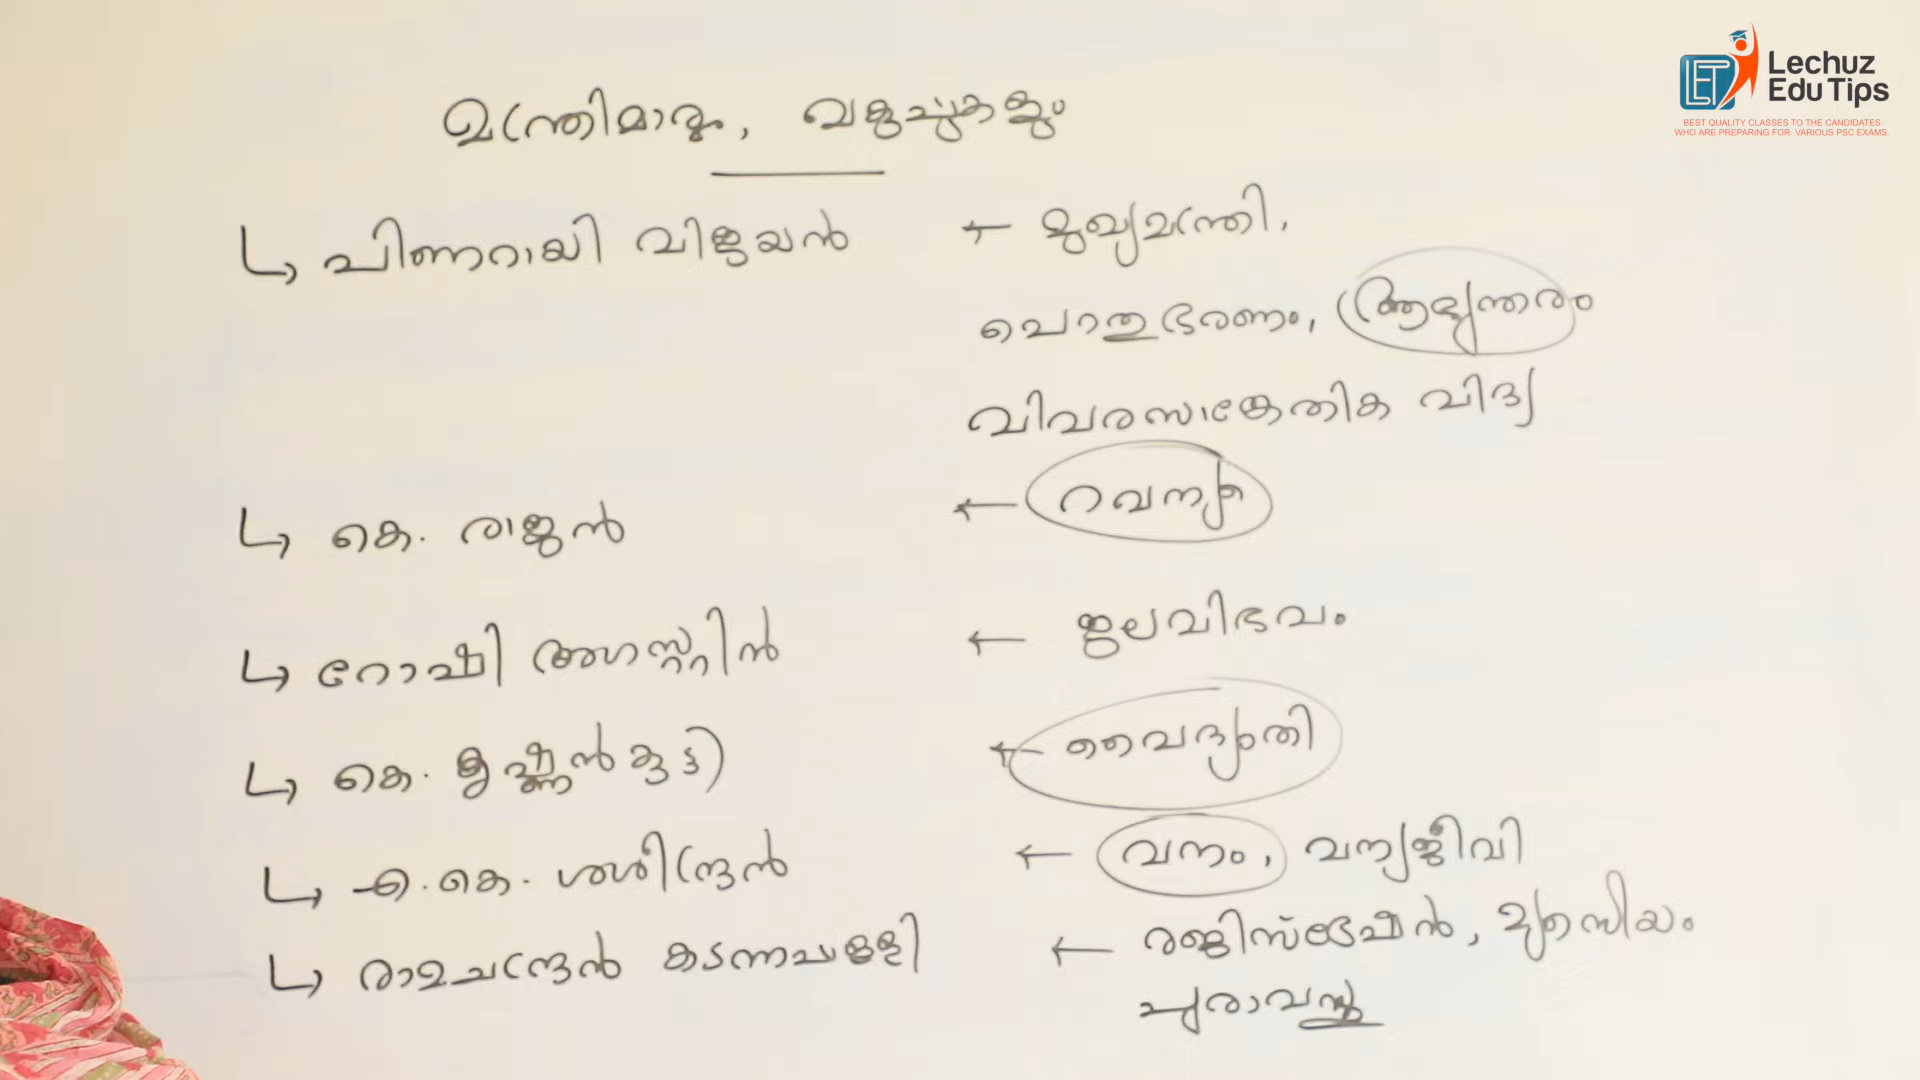 മന്ത്രിമാരും, വകുപ്പുകളും
↳ പിണറായി വിജയൻ ← മുഖ്യമന്ത്രി,
പൊതുഭരണം, ആഭ്യന്തരം
വിവരസാങ്കേതിക വിദ്യ
↳ കെ. രാജൻ ← റവന്യൂ
↳ റോഷി അഗസ്റ്റിൻ ← ജലവിഭവം
↳ കെ. കൃഷ്ണൻകുട്ടി ← വൈദ്യുതി
↳ എ. കെ. ശശീന്ദ്രൻ ← വനം, വന്യജീവി
↳ രാമചന്ദ്രൻ കടന്നപ്പള്ളി ← രജിസ്ട്രേഷൻ, മ്യൂസിയം
പുരാവസ്തു
Lechuz
Edu Tips
BEST QUALITY CLASSES TO THE CANDIDATES
WHO ARE PREPARING FOR VARIOUS PSC EXAMS.